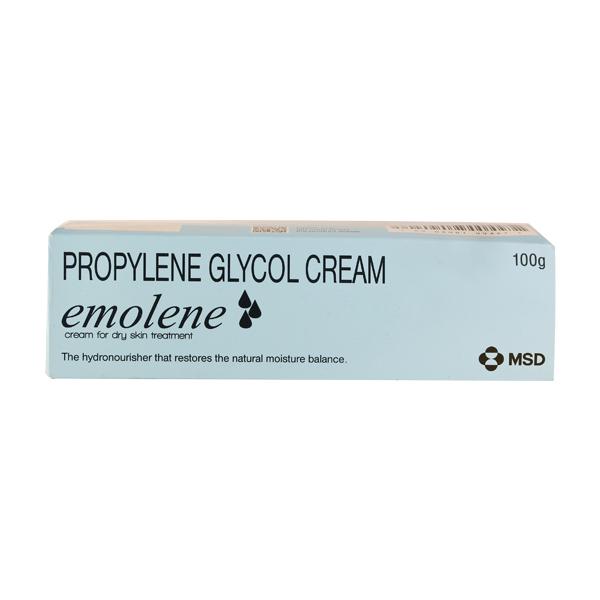 PROPYLENE GLYCOL CREAM
100g
emolene
cream for dry skin treatment
The hydronourisher that restores the natural moisture balance.
MSD